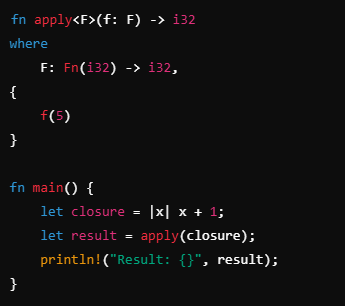 fn apply<F>(f: F) -> i32
where
    F: Fn(i32) -> i32,
{
    f(5)
}

fn main() {
    let closure = |x| x + 1;
    let result = apply(closure);
    println!("Result: {}", result);
}